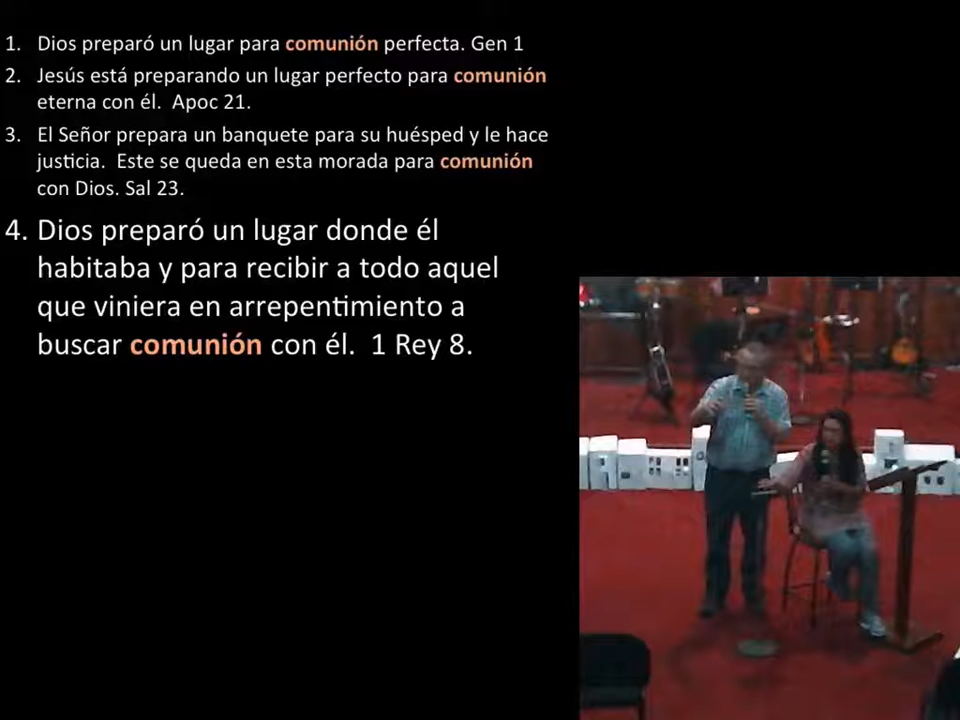 1. Dios preparó un lugar para comunión perfecta. Gen 1
2. Jesús está preparando un lugar perfecto para comunión
eterna con él. Apoc 21.
3. El Señor prepara un banquete para su huésped y le hace
justicia. Este se queda en esta morada para comunión
con Dios. Sal 23.
4. Dios preparó un lugar donde él
habitaba y para recibir a todo aquel
que viniera en arrepentimiento a
buscar comunión con él. 1 Rey 8.